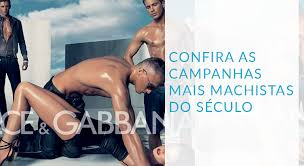 CONFIRA AS
CAMPANHAS
MAIS MACHISTAS
DO SÉCULO
CE & GABBANA